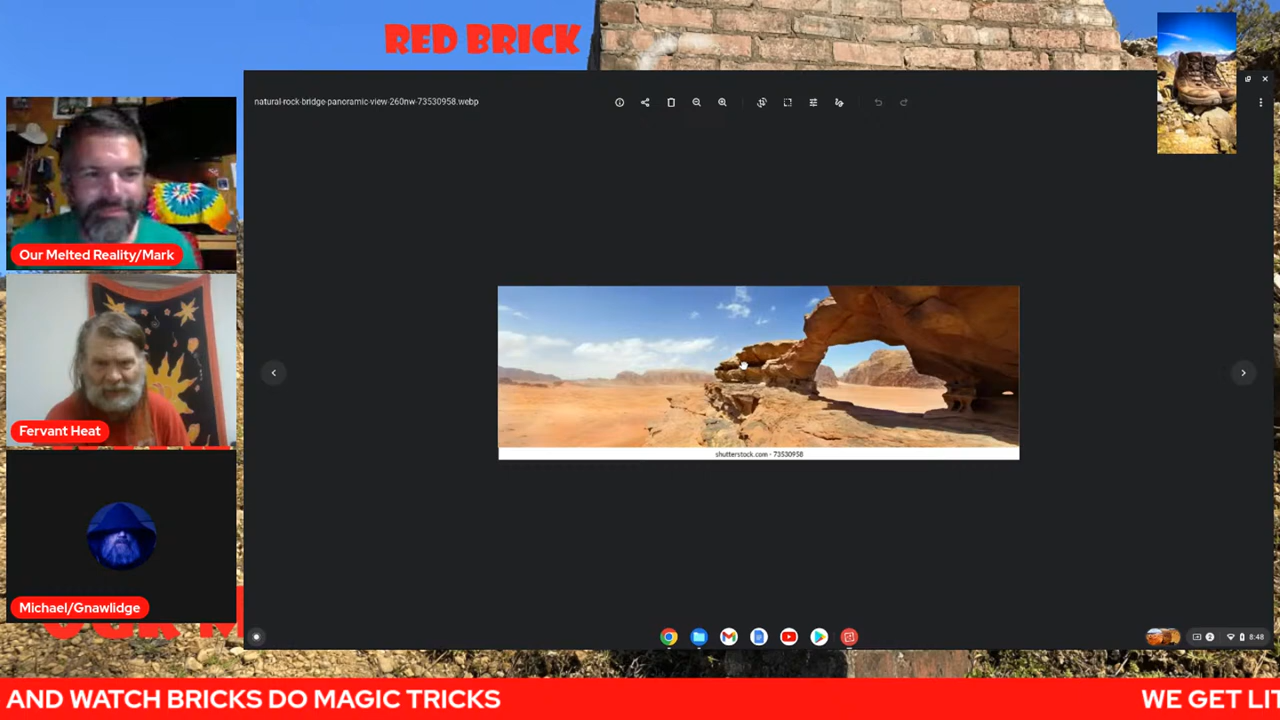 RED BRICK
natural-rock-bridge-panoramic-view-260nw-73530958.webp
Our Melted Reality/Mark
Fervant Heat
shutterstock.com · 73530958
Michael/Gnawlidge
2
8:48
AND WATCH BRICKS DO MAGIC TRICKS
WE GET LIT